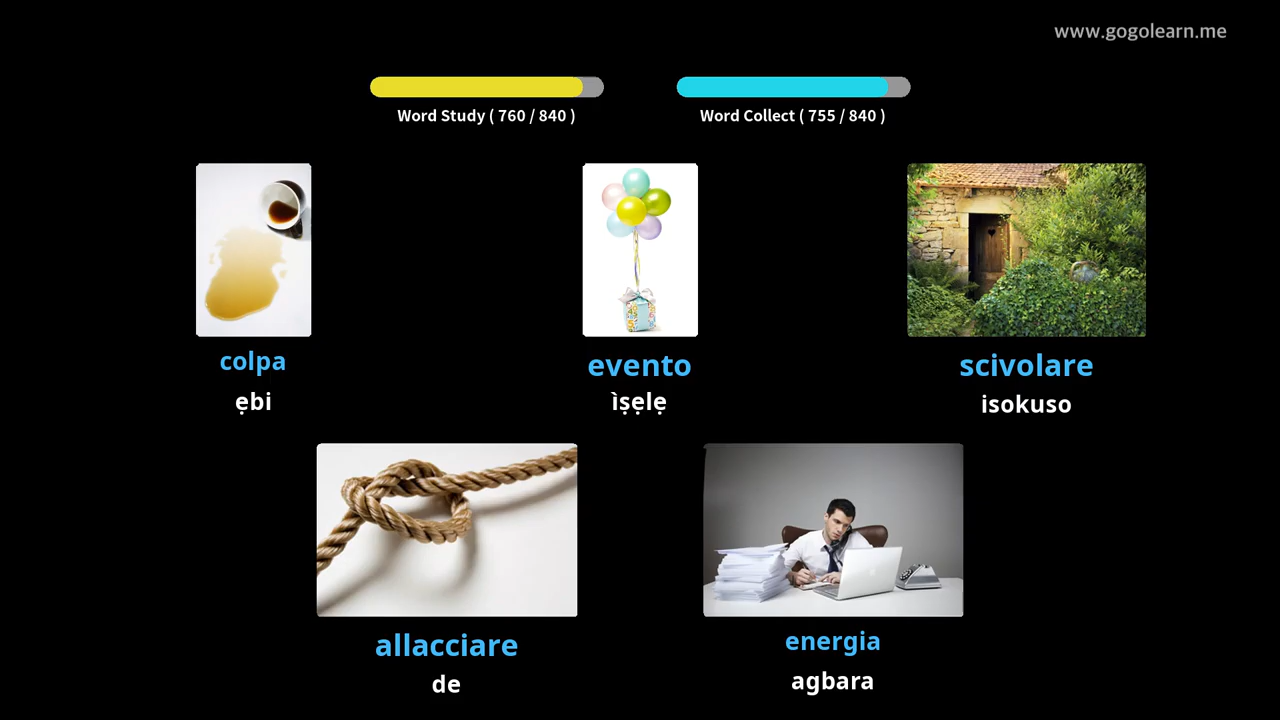 www.gogolearn.me
Word Study ( 760 / 840 )
Word Collect ( 755 / 840 )
colpa
ẹbi
evento
ìṣẹlẹ
scivolare
isokuso
allacciare
de
energia
agbara